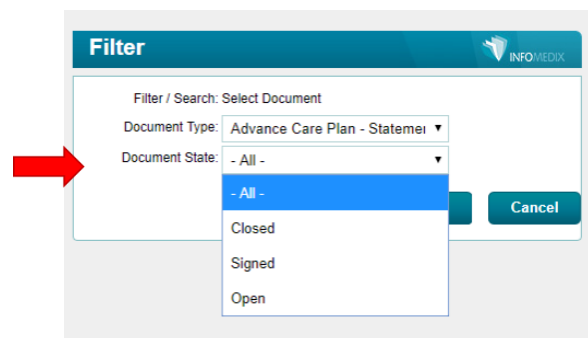 Filter
INFOMEDIX
Filter / Search: Select Document
Document Type: Advance Care Plan - Statemer ▼
Document State: - All - ▼
- All -
Closed
Signed
Open
Cancel